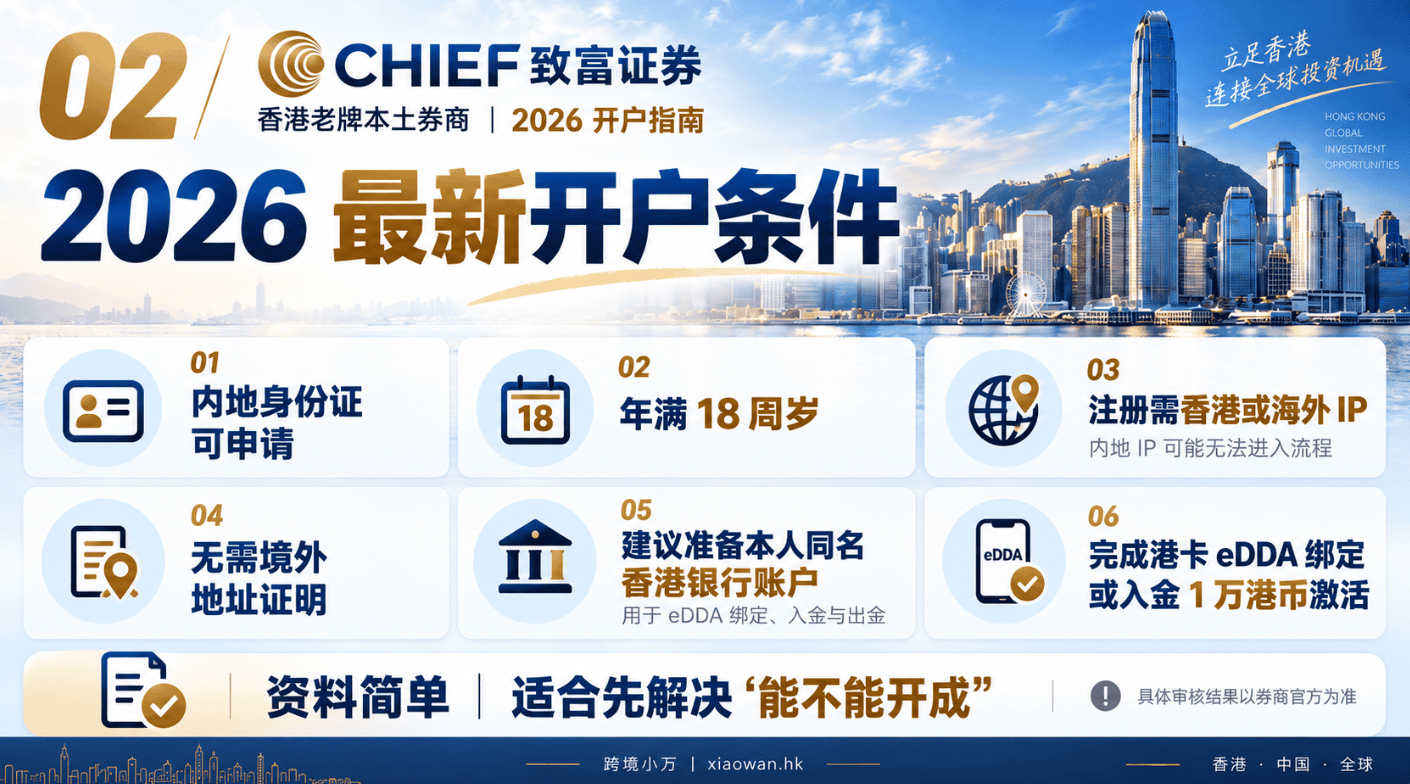 02
CHIEF 致富证券
香港老牌本土券商 | 2026 开户指南
2026 最新开户条件
立足香港
连接全球投资机遇
HONG KONG
GLOBAL
INVESTMENT
OPPORTUNITIES
01
内地身份证
可申请
18
02
年满 18 周岁
03
注册需香港或海外 IP
内地 IP 可能无法进入流程
04
无需境外
地址证明
05
建议准备本人同名
香港银行账户
用于 eDDA 绑定、入金与出金
eDDA
06
完成港卡 eDDA 绑定
或入金 1 万港币激活
资料简单 | 适合先解决‘能不能开成”
! 具体审核结果以券商官方为准
跨境小万 | xiaowan.hk
香港 · 中国 · 全球